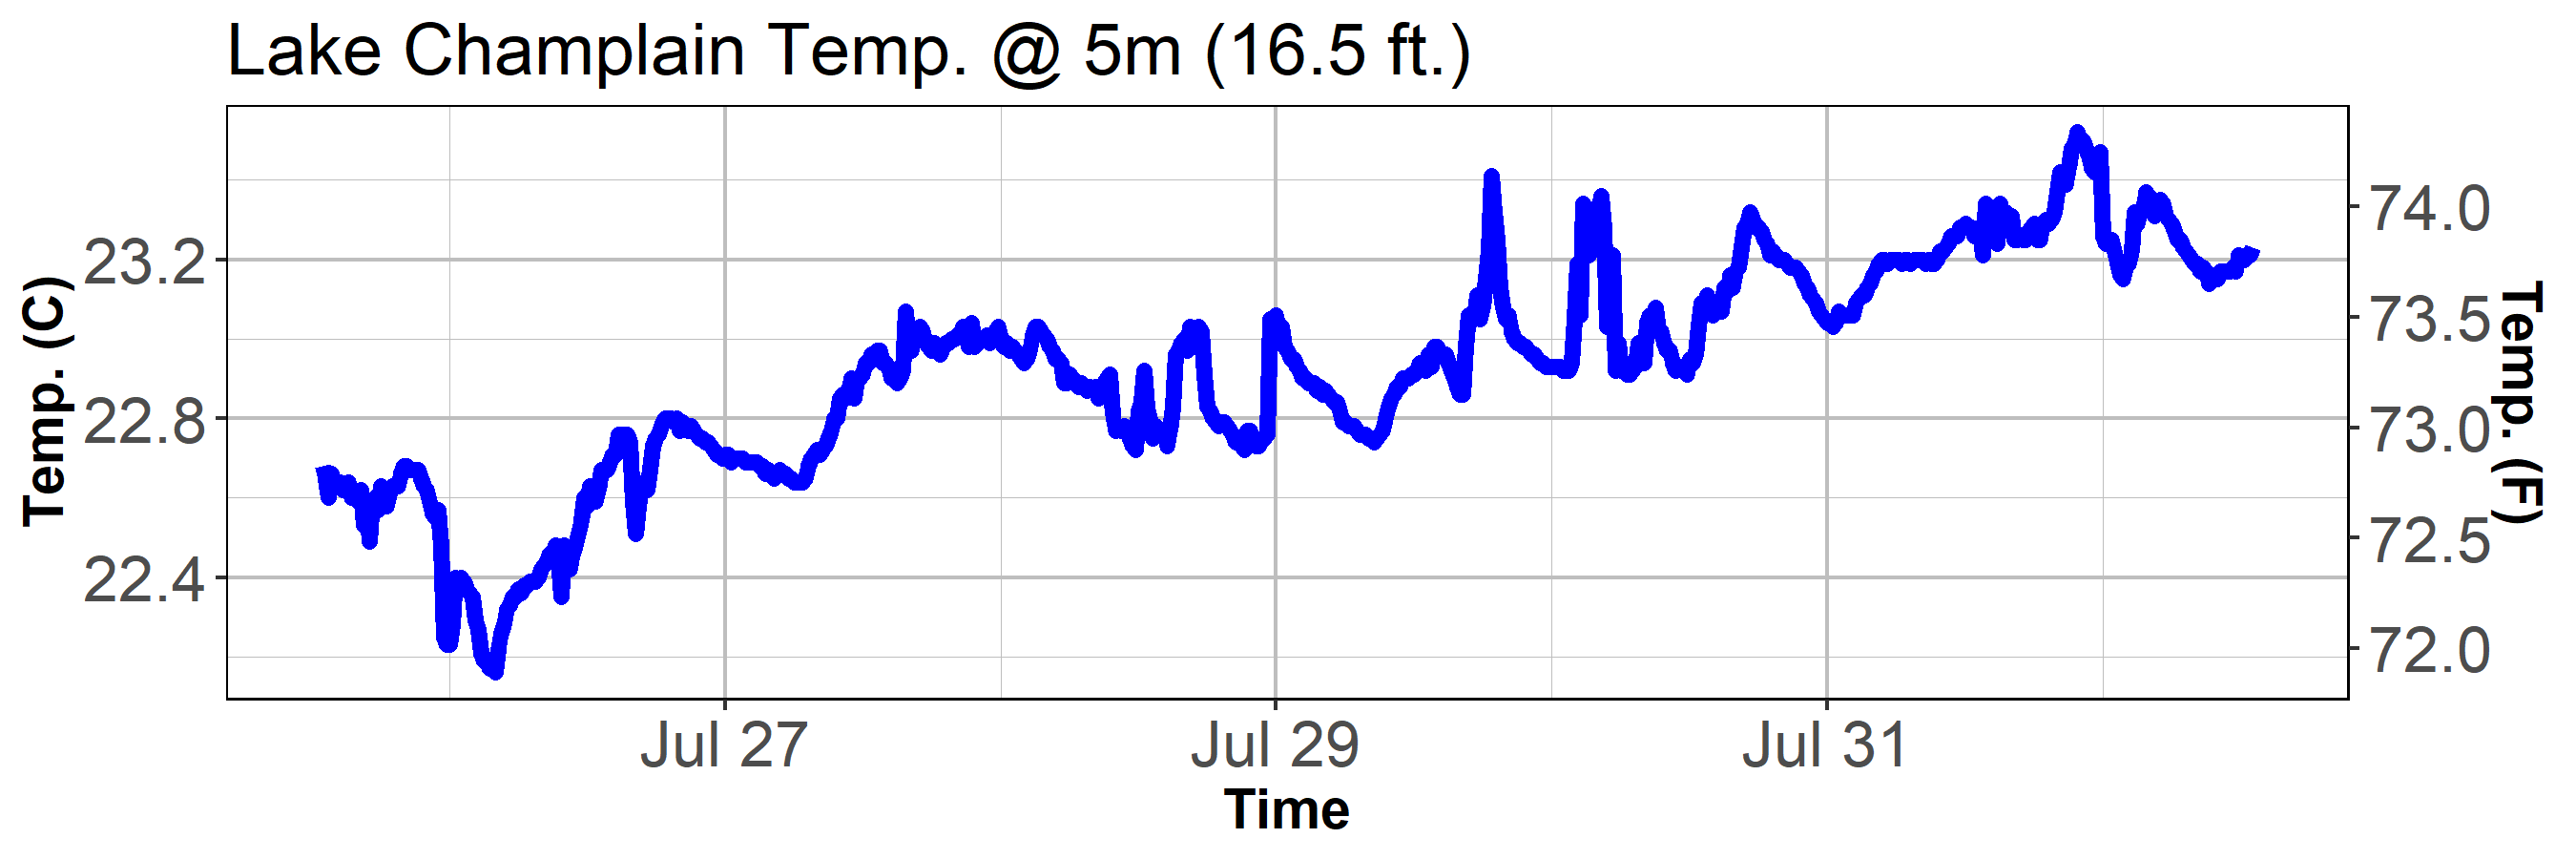 Lake Champlain Temp. @ 5m (16.5 ft.)
Temp. (C)
23.2
22.8
22.4
74.0
73.5
73.0
72.5
72.0
Temp. (F)
Jul 27
Jul 29
Jul 31
Time